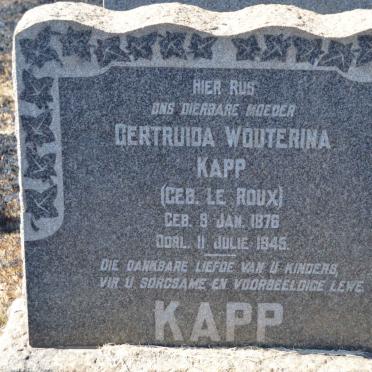 HIER RUS
ONS DIERBARE MOEDER
GERTRUIDA WOUTERINA
KAPP
(GEB. LE ROUX)
GEB. 9 JAN. 1876
OORL. 11 JULIE 1945.
DIE DANKBARE LIEFDE VAN U KINDERS,
VIR U SORGSAME EN VOORBEELDIGE LEWE
KAPP